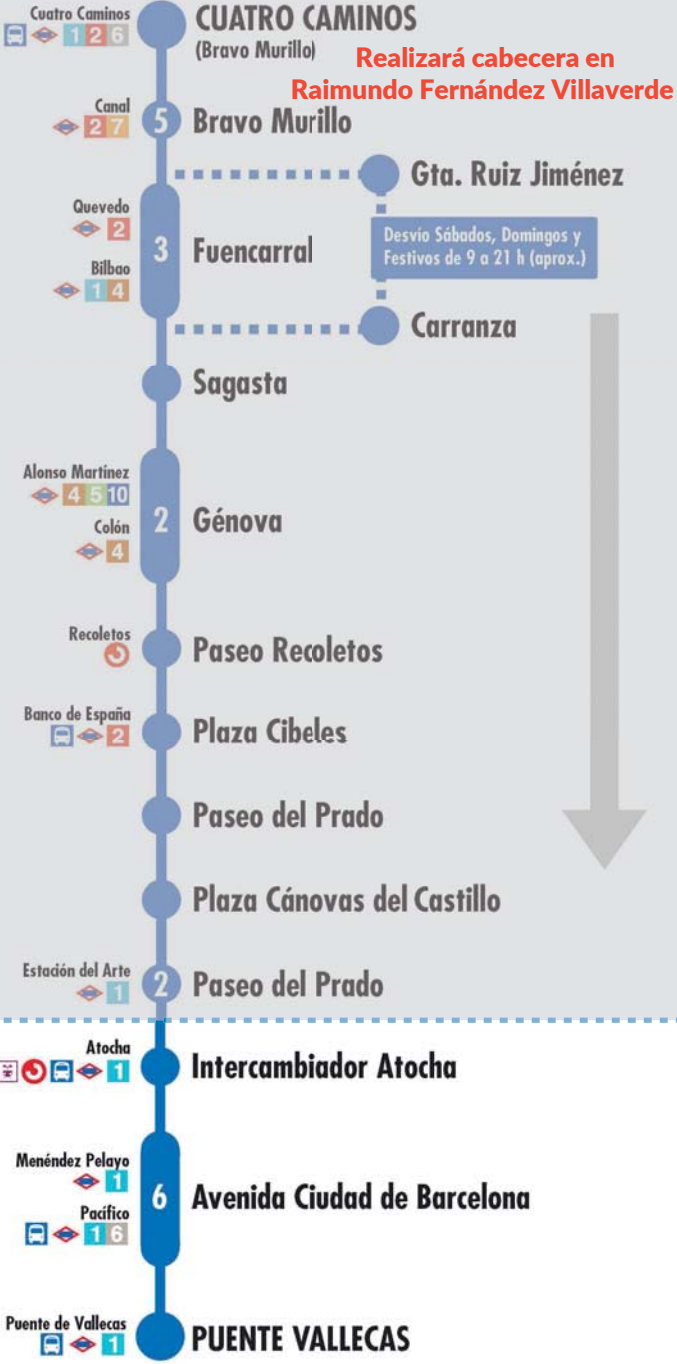 Cuatro Caminos
1 2 6
CUATRO CAMINOS
(Bravo Murillo)
Realizará cabecera en
Raimundo Fernández Villaverde
Canal
2 7
5
Bravo Murillo
Gta. Ruiz Jiménez
Quevedo
2
3
Fuencarral
Desvio Sábados, Domingos y
Festivos de 9 a 21 h (aprox.)
Bilbao
1 4
Carranza
Sagasta
Alonso Martínez
4 5 10
2
Génova
Colón
4
Recoletos
Paseo Recoletos
Banco de España
2
Plaza Cibeles
Paseo del Prado
Plaza Cánovas del Castillo
Estación del Arte
1
2
Paseo del Prado
Atocha
1
Intercambiador Atocha
Menéndez Pelayo
1
6
Avenida Ciudad de Barcelona
Pacífico
1 6
Puente de Vallecas
1
PUENTE VALLECAS